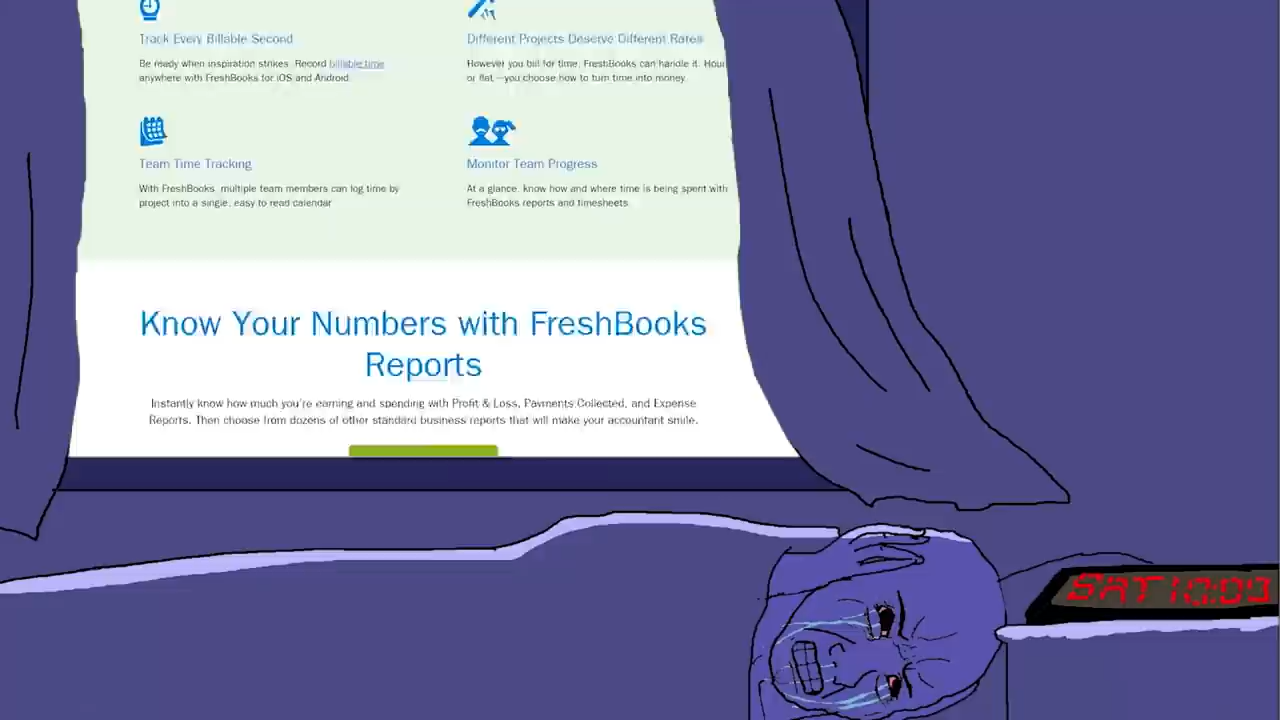 Track Every Billable Second
Be ready when inspiration strikes. Record billable time
anywhere with FreshBooks for iOS and Android.
Different Projects Deserve Different Rates
However you bill for time, FreshBooks can handle it. Hour
or flat—you choose how to turn time into money.
Team Time Tracking
With FreshBooks, multiple team members can log time by
project into a single, easy to read calendar
Monitor Team Progress
At a glance, know how and where time is being spent with
FreshBooks reports and timesheets
Know Your Numbers with FreshBooks
Reports
Instantly know how much you're earning and spending with Profit & Loss, Payments Collected, and Expense
Reports. Then choose from dozens of other standard business reports that will make your accountant smile.
SAT 10:03